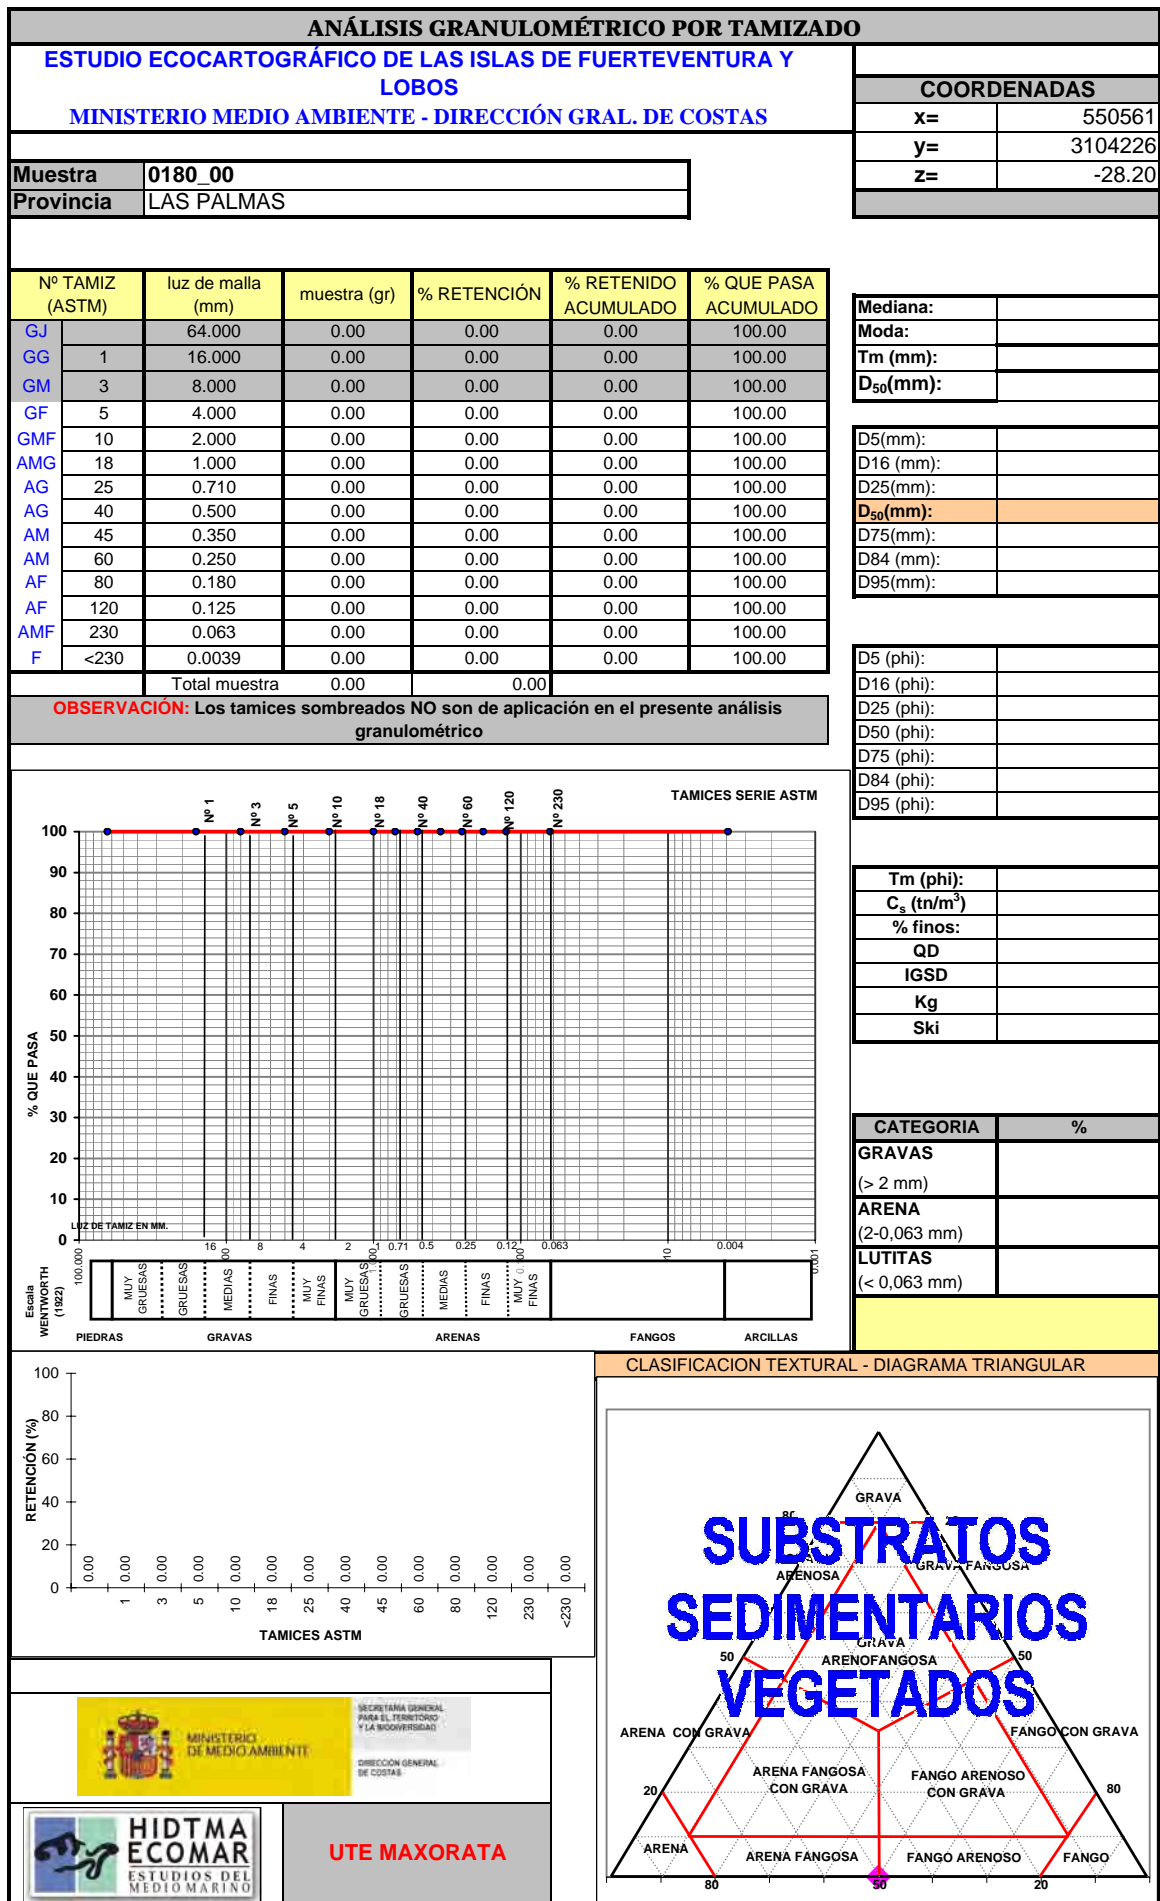 ANÁLISIS GRANULOMÉTRICO POR TAMIZADO
ESTUDIO ECOCARTOGRÁFICO DE LAS ISLAS DE FUERTEVENTURA Y
LOBOS
MINISTERIO MEDIO AMBIENTE - DIRECCIÓN GRAL. DE COSTAS
COORDENADAS
x= 550561
y= 3104226
z= -28.20
Muestra 0180_00
Provincia LAS PALMAS
Nº TAMIZ (ASTM) luz de malla (mm) muestra (gr) % RETENCIÓN % RETENIDO ACUMULADO % QUE PASA ACUMULADO
GJ 64.000 0.00 0.00 0.00 100.00
GG 1 16.000 0.00 0.00 0.00 100.00
GM 3 8.000 0.00 0.00 0.00 100.00
GF 5 4.000 0.00 0.00 0.00 100.00
GMF 10 2.000 0.00 0.00 0.00 100.00
AMG 18 1.000 0.00 0.00 0.00 100.00
AG 25 0.710 0.00 0.00 0.00 100.00
AG 40 0.500 0.00 0.00 0.00 100.00
AM 45 0.350 0.00 0.00 0.00 100.00
AM 60 0.250 0.00 0.00 0.00 100.00
AF 80 0.180 0.00 0.00 0.00 100.00
AF 120 0.125 0.00 0.00 0.00 100.00
AMF 230 0.063 0.00 0.00 0.00 100.00
F <230 0.0039 0.00 0.00 0.00 100.00
Total muestra 0.00 0.00
OBSERVACIÓN: Los tamices sombreados NO son de aplicación en el presente análisis
granulométrico
Mediana:
Moda:
Tm (mm):
D50(mm):
D5(mm):
D16 (mm):
D25(mm):
D50(mm):
D75(mm):
D84 (mm):
D95(mm):
D5 (phi):
D16 (phi):
D25 (phi):
D50 (phi):
D75 (phi):
D84 (phi):
D95 (phi):
Tm (phi):
Cs (tn/m3)
% finos:
QD
IGSD
Kg
Ski
CATEGORIA %
GRAVAS
(> 2 mm)
ARENA
(2-0,063 mm)
LUTITAS
(< 0,063 mm)
TAMICES SERIE ASTM
Nº 1 Nº 3 Nº 5 Nº 10 Nº 18 Nº 40 Nº 60 Nº 120 Nº 230
% QUE PASA
100
90
80
70
60
50
40
30
20
10
0
LUZ DE TAMIZ EN MM.
16 8 4 2 1 0.71 0.5 0.25 0.12 0.063 0.004
100.000 0.001
Escala
WENTWORTH
(1922)
MUY GRUESAS GRUESAS MEDIAS FINAS MUY FINAS MUY GRUESAS GRUESAS MEDIAS FINAS MUY FINAS
PIEDRAS GRAVAS ARENAS FANGOS ARCILLAS
RETENCIÓN (%)
100
80
60
40
20
0
0.00 0.00 0.00 0.00 0.00 0.00 0.00 0.00 0.00 0.00 0.00 0.00 0.00 0.00
1 3 5 10 18 25 40 45 60 80 120 230 <230
TAMICES ASTM
CLASIFICACION TEXTURAL - DIAGRAMA TRIANGULAR
GRAVA
SUBSTRATOS
ARENOSA
GRAVA FANGOSA
SEDIMENTARIOS
GRAVA
ARENOFANGOSA
50 50
VEGETADOS
ARENA CON GRAVA
FANGO CON GRAVA
ARENA FANGOSA
CON GRAVA
FANGO ARENOSO
CON GRAVA
20 80
ARENA
ARENA FANGOSA
FANGO ARENOSO
FANGO
80 50 20
MINISTERIO
DE MEDIO AMBIENTE
SECRETARIA GENERAL
PARA EL TERRITORIO
Y LA BIODIVERSIDAD
DIRECCIÓN GENERAL
DE COSTAS
HIDTMA
ECOMAR
ESTUDIOS DEL
MEDIO MARINO
UTE MAXORATA